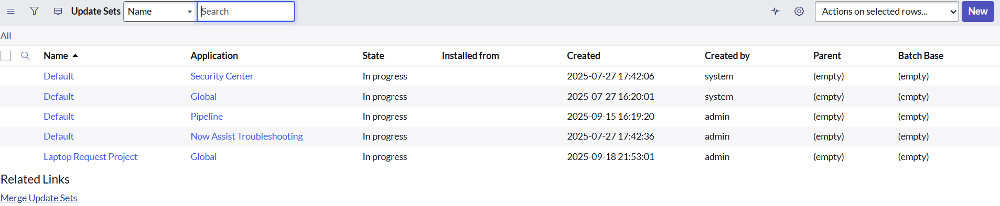 Update Sets Name Search Actions on selected rows... New
All
Name Application State Installed from Created Created by Parent Batch Base
Default Security Center In progress 2025-07-27 17:42:06 system (empty) (empty)
Default Global In progress 2025-07-27 16:20:01 system (empty) (empty)
Default Pipeline In progress 2025-09-15 16:19:20 admin (empty) (empty)
Default Now Assist Troubleshooting In progress 2025-07-27 17:42:36 admin (empty) (empty)
Laptop Request Project Global In progress 2025-09-18 21:53:01 admin (empty) (empty)
Related Links
Merge Update Sets